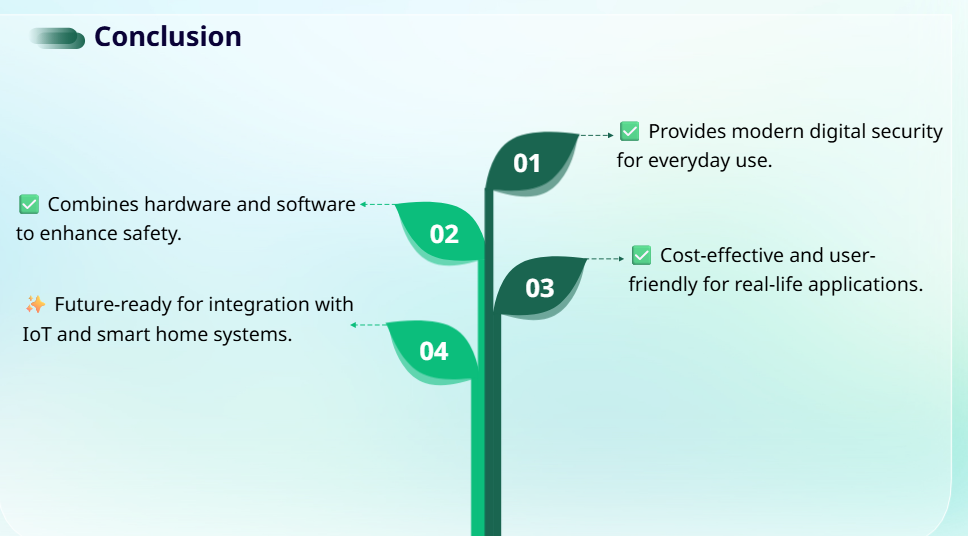 Conclusion
01
✅ Provides modern digital security
for everyday use.
02
✅ Combines hardware and software
to enhance safety.
03
✅ Cost-effective and user-
friendly for real-life applications.
04
✨ Future-ready for integration with
IoT and smart home systems.